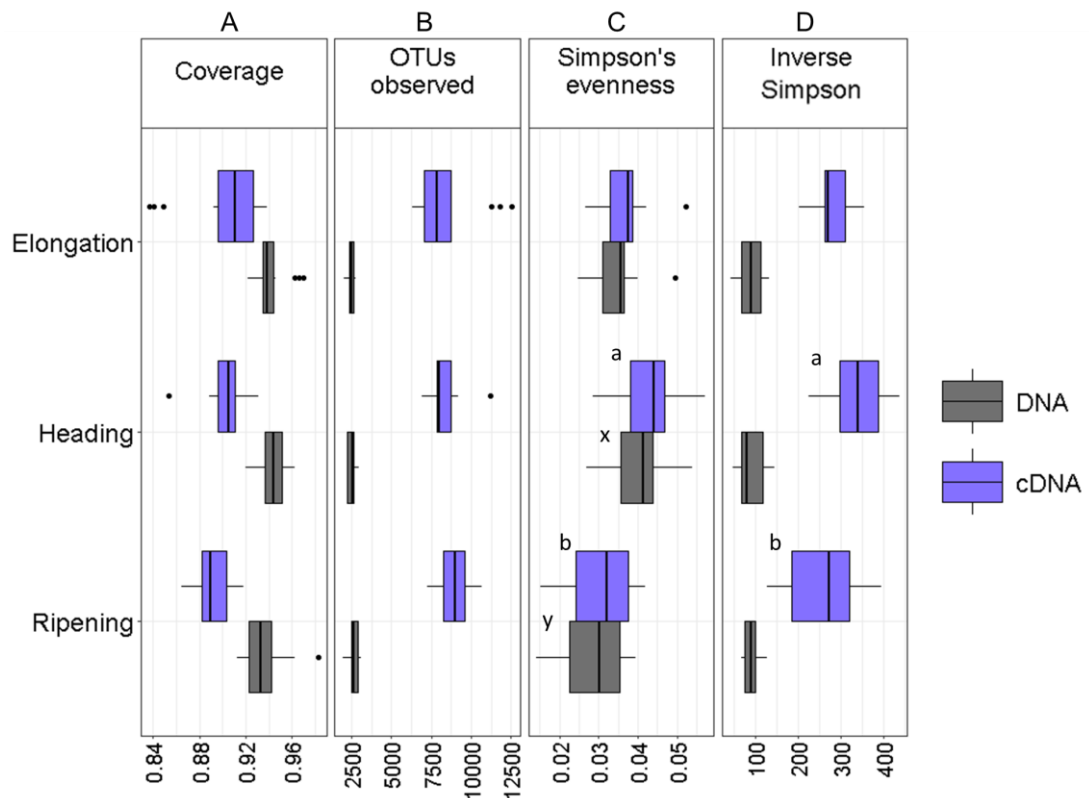 A B C D
Coverage
OTUs
observed
Simpson's
evenness
Inverse
Simpson
Elongation
a a
Heading
x
b b
Ripening
y
DNA
cDNA
0.84 0.88 0.92 0.96 2500 5000 7500 10000 12500 0.02 0.03 0.04 0.05 100 200 300 400